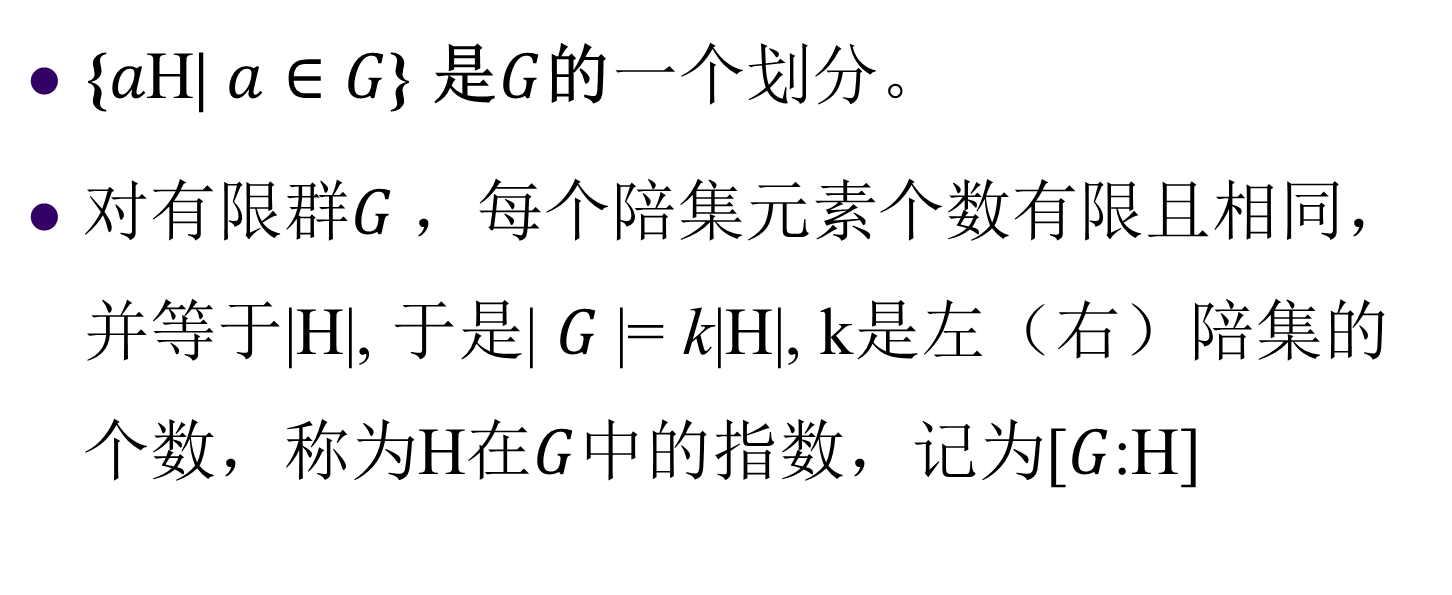 • {𝑎H| 𝑎 ∈ 𝐺} 是𝐺的一个划分。
• 对有限群𝐺 ，每个陪集元素个数有限且相同，
并等于|H|, 于是| 𝐺 |= 𝑘|H|, k是左（右）陪集的
个数，称为H在𝐺中的指数，记为[𝐺:H]